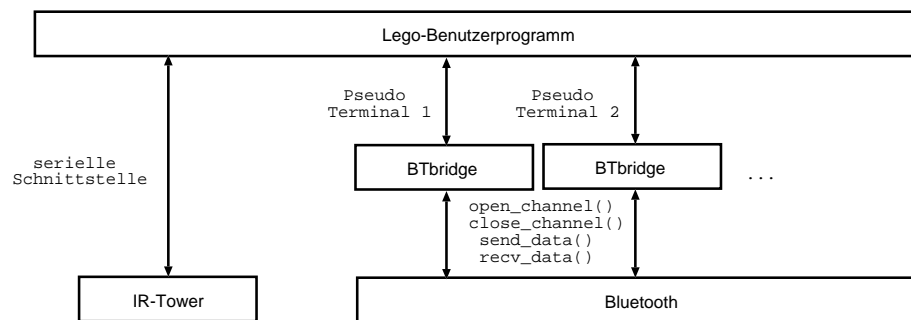 Lego-Benutzerprogramm
Pseudo
Terminal 1
Pseudo
Terminal 2
serielle
Schnittstelle
BTbridge
BTbridge
...
open_channel()
close_channel()
send_data()
recv_data()
IR-Tower
Bluetooth